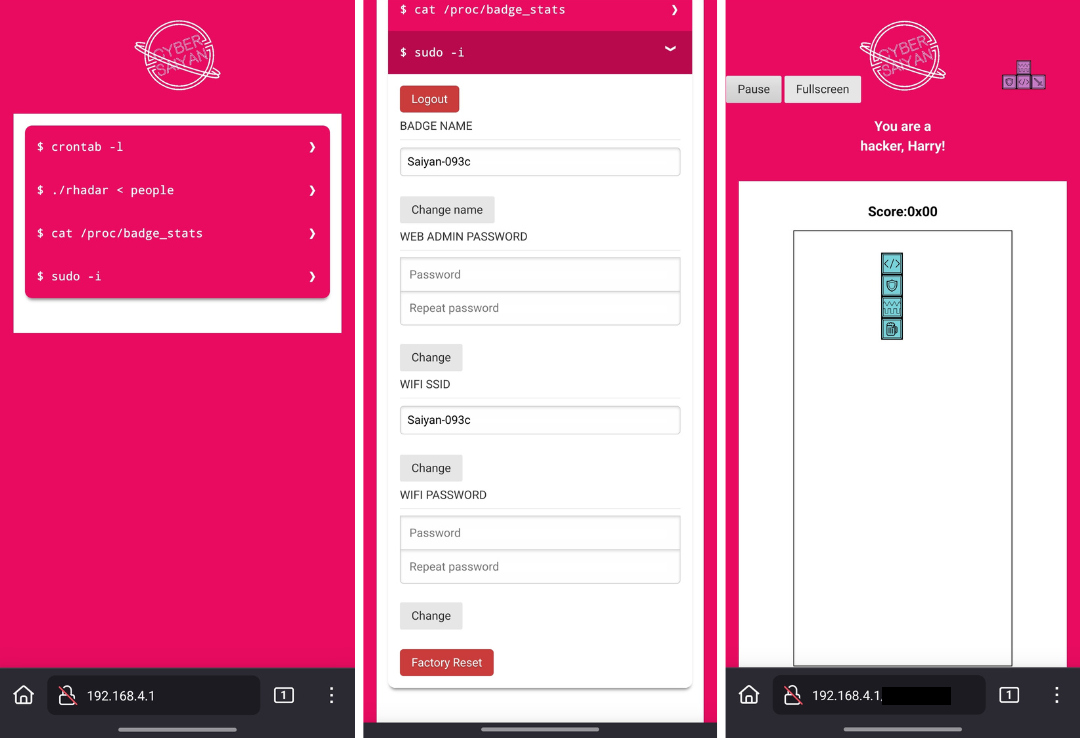 CYBER
SAIYAN
$ crontab -l
$ ./rhadar < people
$ cat /proc/badge_stats
$ sudo -i
192.168.4.1
1
$ cat /proc/badge_stats
$ sudo -i
Logout
BADGE NAME
Saiyan-093c
Change name
WEB ADMIN PASSWORD
Password
Repeat password
Change
WIFI SSID
Saiyan-093c
Change
WIFI PASSWORD
Password
Repeat password
Change
Factory Reset
CYBER
SAIYAN
Pause
Fullscreen
You are a
hacker, Harry!
Score:0x00
</>
192.168.4.1
1